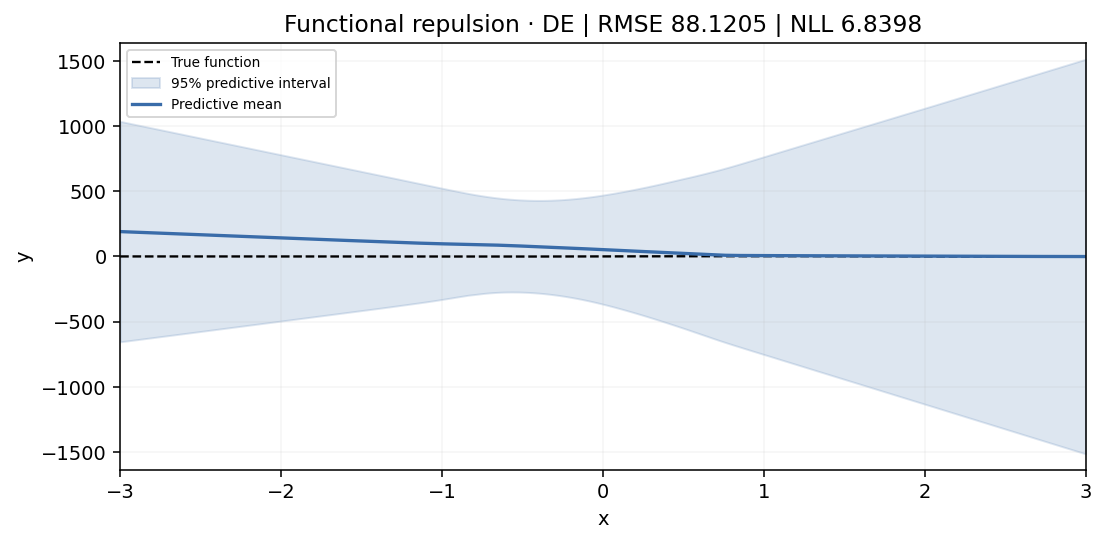 Functional repulsion · DE | RMSE 88.1205 | NLL 6.8398
True function
95% predictive interval
Predictive mean
1500
1000
500
0
−500
−1000
−1500
y
−3
−2
−1
0
1
2
3
x